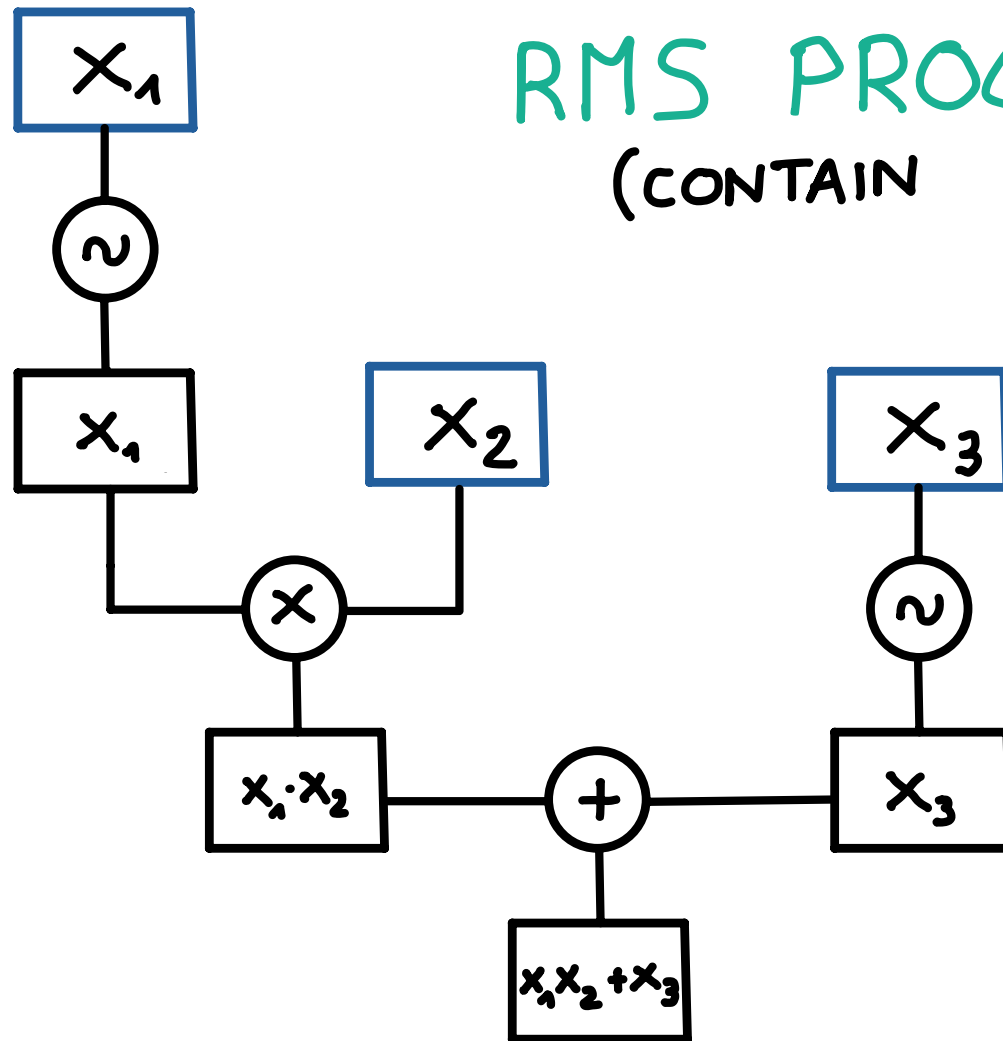 X₁
RMS PROG
(CONTAIN
~
x₁
X₂
X₃
x
~
x₁·x₂
+
x₃
x₁x₂+x₃